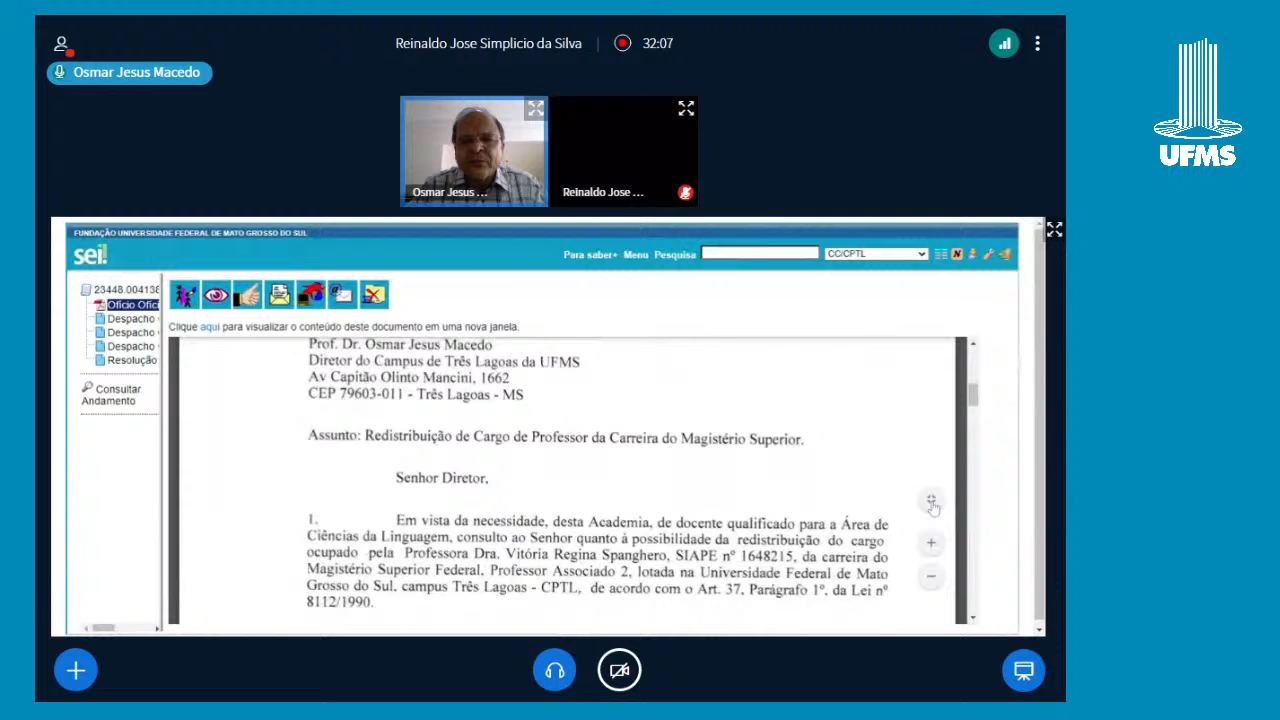 Reinaldo Jose Simplicio da Silva
32:07
Osmar Jesus Macedo
UFMS
Osmar Jesus ...
Reinaldo Jose ...
FUNDAÇÃO UNIVERSIDADE FEDERAL DE MATO GROSSO DO SUL
sei!
Para saber+ Menu Pesquisa
CC/CPTL
N
23448.004138
Ofício Ofíci
Despacho
Despacho
Despacho
Resolução
Consultar
Andamento
Clique aqui para visualizar o conteúdo deste documento em uma nova janela.
Prof. Dr. Osmar Jesus Macedo
Diretor do Campus de Três Lagoas da UFMS
Av Capitão Olinto Mancini, 1662
CEP 79603-011 - Três Lagoas - MS
Assunto: Redistribuição de Cargo de Professor da Carreira do Magistério Superior.
Senhor Diretor,
1. Em vista da necessidade, desta Academia, de docente qualificado para a Área de
Ciências da Linguagem, consulto ao Senhor quanto à possibilidade da redistribuição do cargo
ocupado pela Professora Dra. Vitória Regina Spanghero, SIAPE nº 1648215, da carreira do
Magistério Superior Federal, Professor Associado 2, lotada na Universidade Federal de Mato
Grosso do Sul, campus Três Lagoas - CPTL, de acordo com o Art. 37, Parágrafo 1º, da Lei nº
8112/1990.